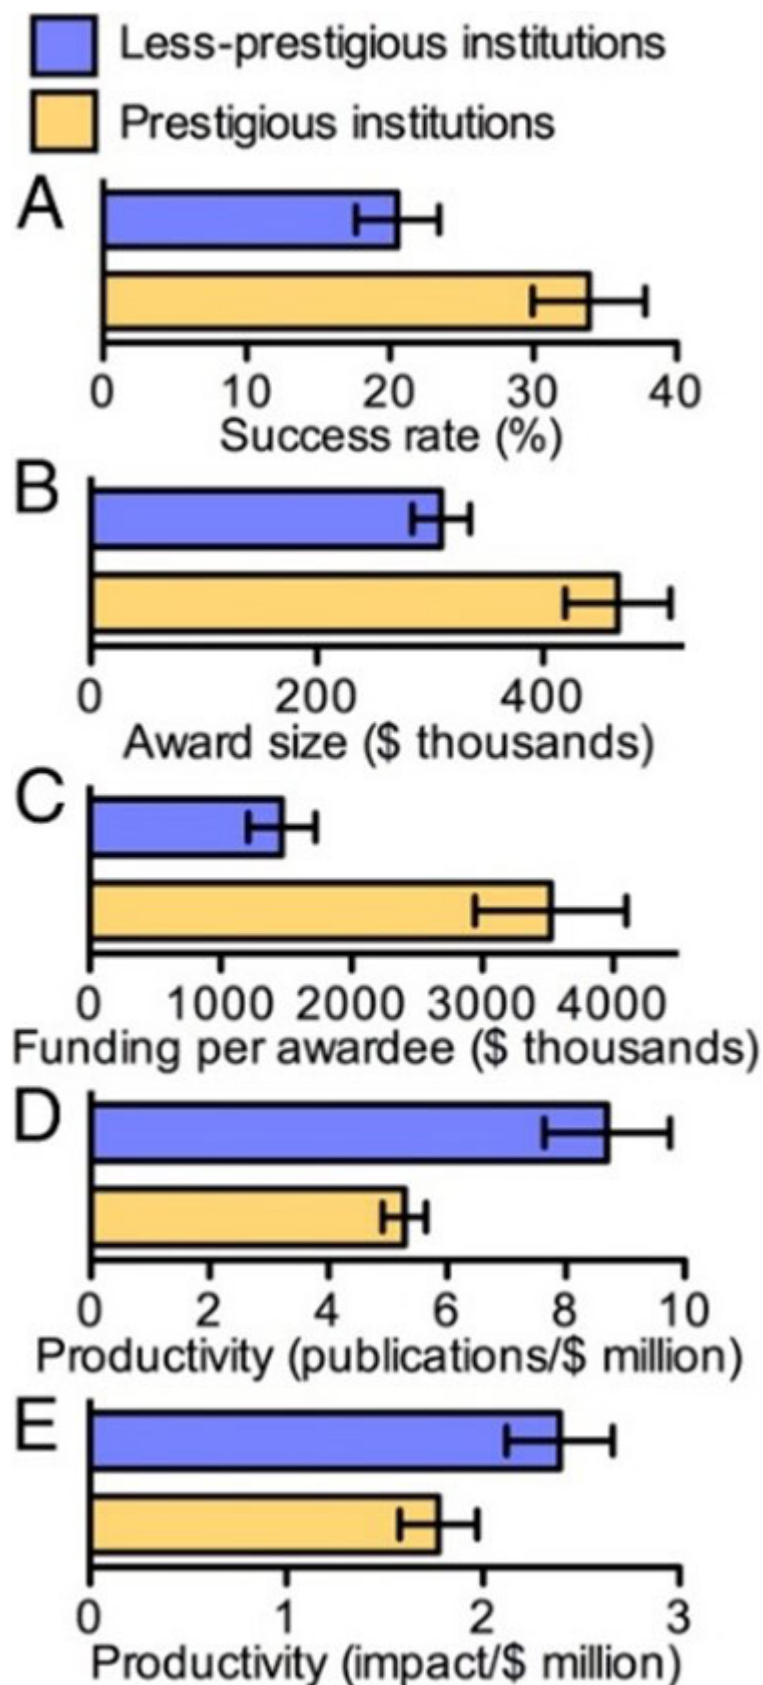 Less-prestigious institutions
Prestigious institutions
A
0 10 20 30 40
Success rate (%)
B
0 200 400
Award size ($ thousands)
C
0 1000 2000 3000 4000
Funding per awardee ($ thousands)
D
0 2 4 6 8 10
Productivity (publications/$ million)
E
0 1 2 3
Productivity (impact/$ million)